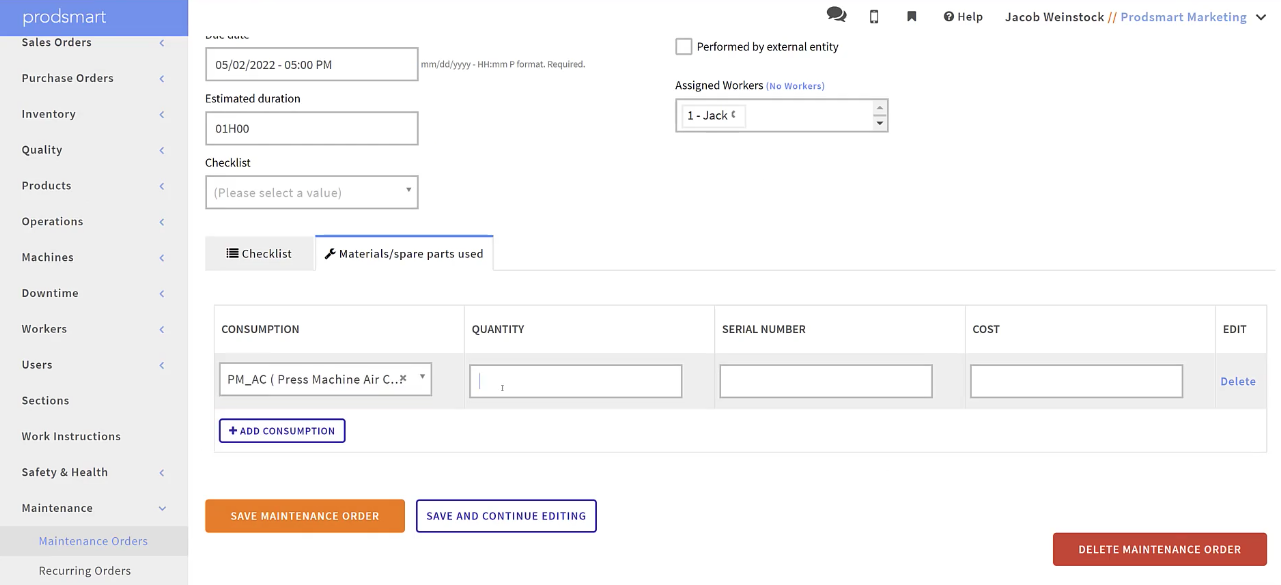 prodsmart
Help
Jacob Weinstock // Prodsmart Marketing
Sales Orders
Purchase Orders
Inventory
Quality
Products
Operations
Machines
Downtime
Workers
Users
Sections
Work Instructions
Safety & Health
Maintenance
Maintenance Orders
Recurring Orders
Due date
05/02/2022 - 05:00 PM
mm/dd/yyyy - HH:mm P format. Required.
Estimated duration
01H00
Checklist
(Please select a value)
Performed by external entity
Assigned Workers (No Workers)
1 - Jack
Checklist
Materials/spare parts used
CONSUMPTION
QUANTITY
SERIAL NUMBER
COST
EDIT
PM_AC ( Press Machine Air C...
Delete
+ ADD CONSUMPTION
SAVE MAINTENANCE ORDER
SAVE AND CONTINUE EDITING
DELETE MAINTENANCE ORDER